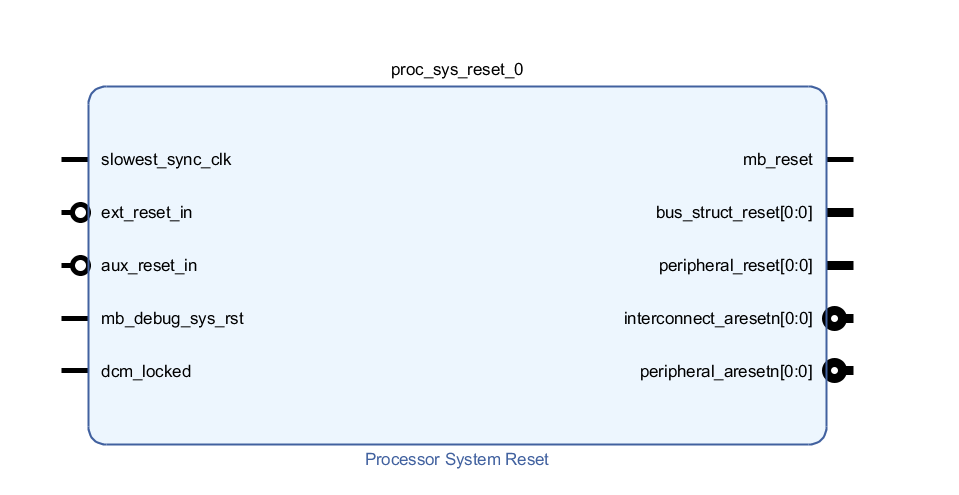 proc_sys_reset_0
slowest_sync_clk
ext_reset_in
aux_reset_in
mb_debug_sys_rst
dcm_locked
mb_reset
bus_struct_reset[0:0]
peripheral_reset[0:0]
interconnect_aresetn[0:0]
peripheral_aresetn[0:0]
Processor System Reset